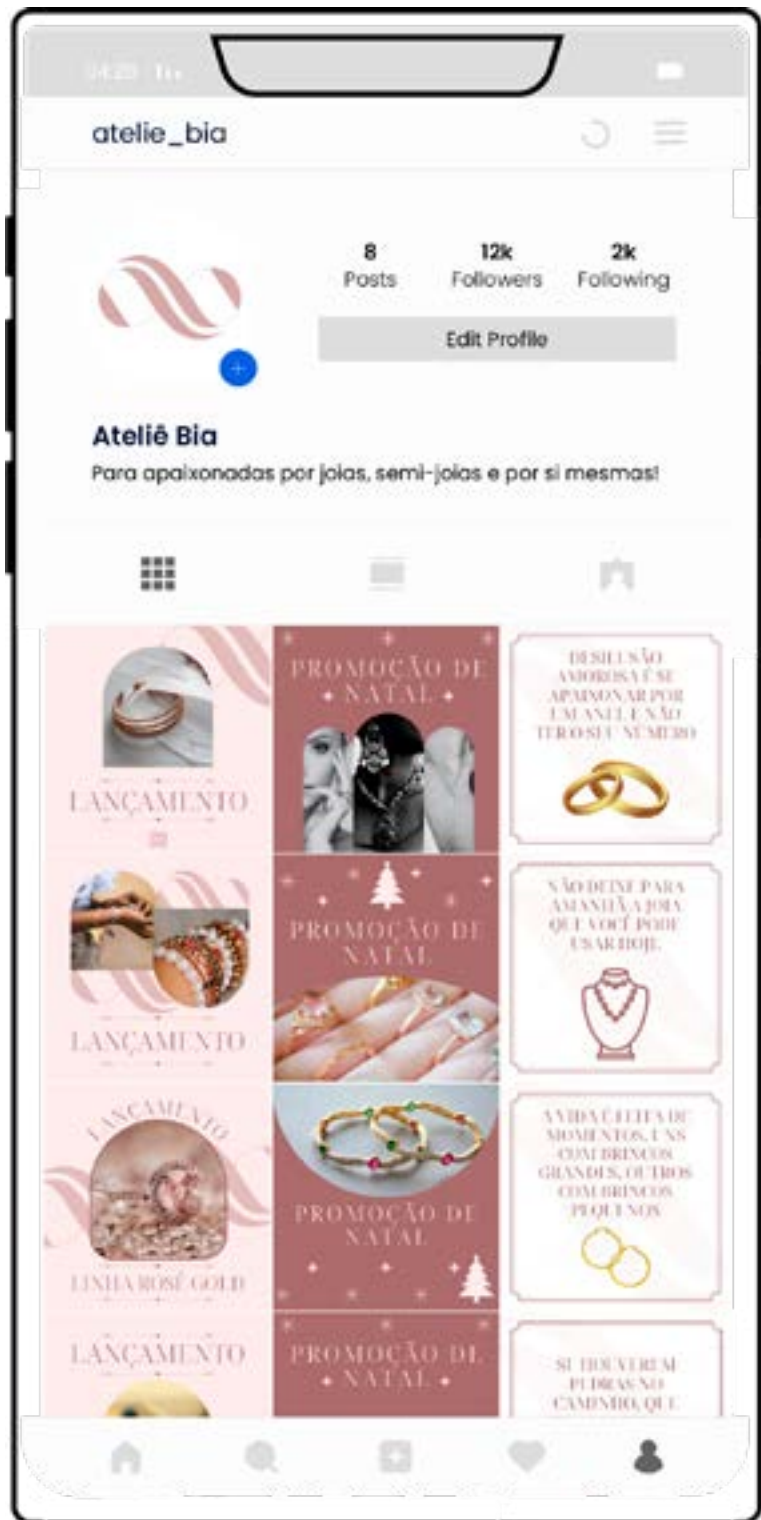 04:20
atelie_bia
8
Posts
12k
Followers
2k
Following
Edit Profile
Ateliê Bia
Para apaixonadas por joias, semi-joias e por si mesmas!
LANÇAMENTO
PROMOÇÃO DE
NATAL
DESILUSÃO
AMOROSA É SE
APAIXONAR POR
UM ANEL E NÃO
TER O SEU NÚMERO
LANÇAMENTO
PROMOÇÃO DE
NATAL
NÃO DEIXE PARA
AMANHÃ A JOIA
QUE VOCÊ PODE
USAR HOJE
LANÇAMENTO
LINHA ROSÉ GOLD
PROMOÇÃO DE
NATAL
A VIDA É FEITA DE
MOMENTOS, UNS
COM BRINCOS
GRANDES, OUTROS
COM BRINCOS
PEQUENOS
LANÇAMENTO
PROMOÇÃO DE
NATAL
SE HOUVEREM
PEDRAS NO
CAMINHO, QUE